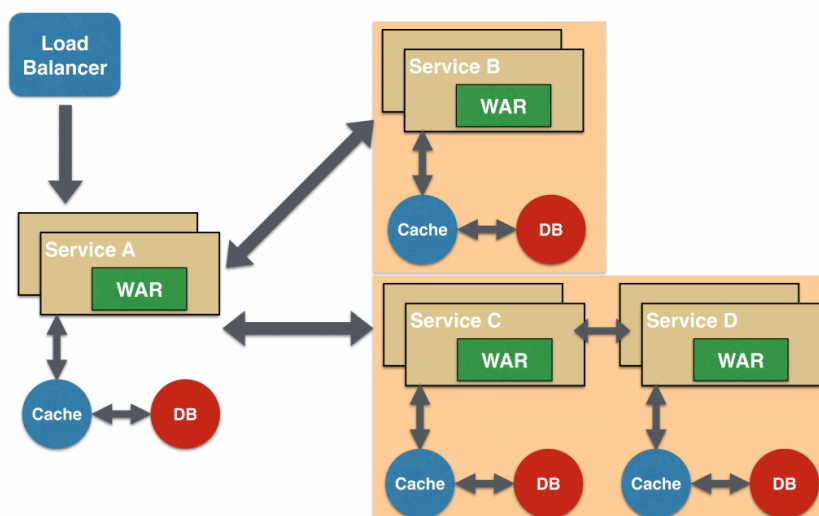 Load
Balancer
Service B
WAR
Cache
DB
Service A
WAR
Cache
DB
Service C
WAR
Cache
DB
Service D
WAR
Cache
DB